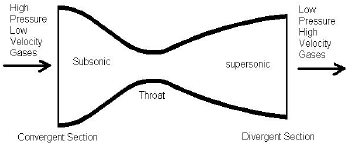 High
Pressure
Low
Velocity
Gases
Subsonic
Throat
supersonic
Low
Pressure
High
Velocity
Gases
Convergent Section
Divergent Section